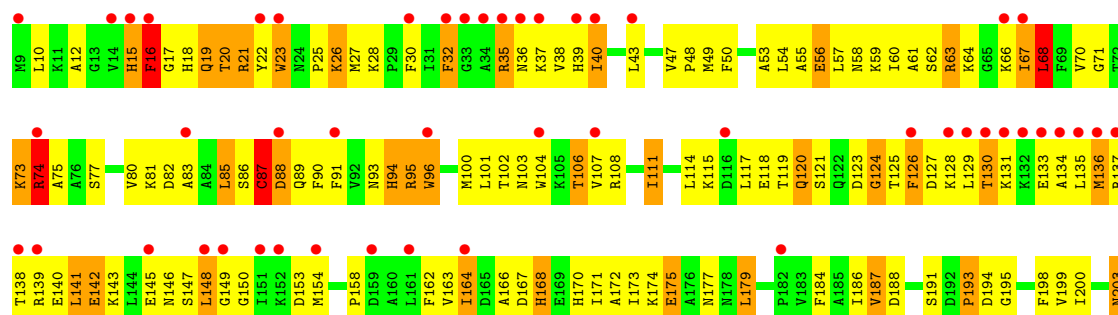 M9 L10 K11 A12 G13 V14 H15 F16 G17 H18 Q19 T20 R21 Y22 W23 N24 P25 K26 M27 K28 P29 F30 I31 F32 G33 A34 R35 N36 K37 V38 H39 I40 L43 V47 P48 M49 F50 A53 L54 A55 E56 L57 N58 K59 I60 A61 S62 R63 K64 G65 K66 I67 L68 F69 V70 G71 T72
K73 R74 A75 A76 S77 V80 K81 D82 A83 A84 L85 S86 C87 D88 Q89 F90 F91 V92 N93 H94 R95 W96 M100 L101 T102 N103 W104 K105 T106 V107 R108 I111 L114 K115 D116 L117 E118 T119 Q120 S121 Q122 D123 G124 T125 F126 D127 K128 L129 T130 K131 K132 E133 A134 L135 M136 R137
T138 R139 E140 L141 E142 K143 L144 E145 N146 S147 L148 G149 G150 I151 K152 D153 M154 P158 D159 A160 L161 F162 V163 I164 D165 A166 D167 H168 E169 H170 I171 A172 I173 K174 E175 A176 N177 N178 L179 P182 V183 F184 A185 I186 V187 D188 S191 D192 P193 D194 G195 F198 V199 I200 N203